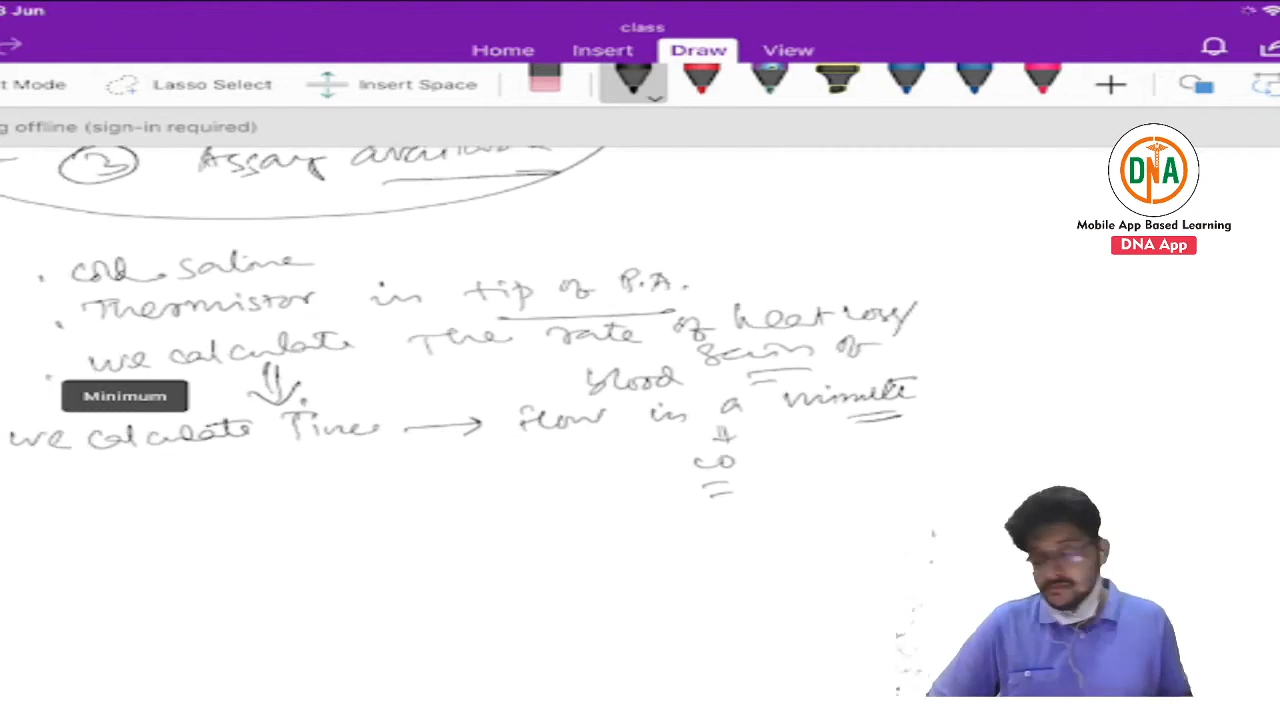 3 Jun
class
Home Insert Draw View
t Mode Lasso Select Insert Space
g offline (sign-in required)
3 Assay
DNA
Mobile App Based Learning
DNA App
. cold saline
. Thermistor in tip of P.A.
. we calculate The rate of heat loss/
gain of
blood
Minimum
we calculate Time → flow in a minute
CO